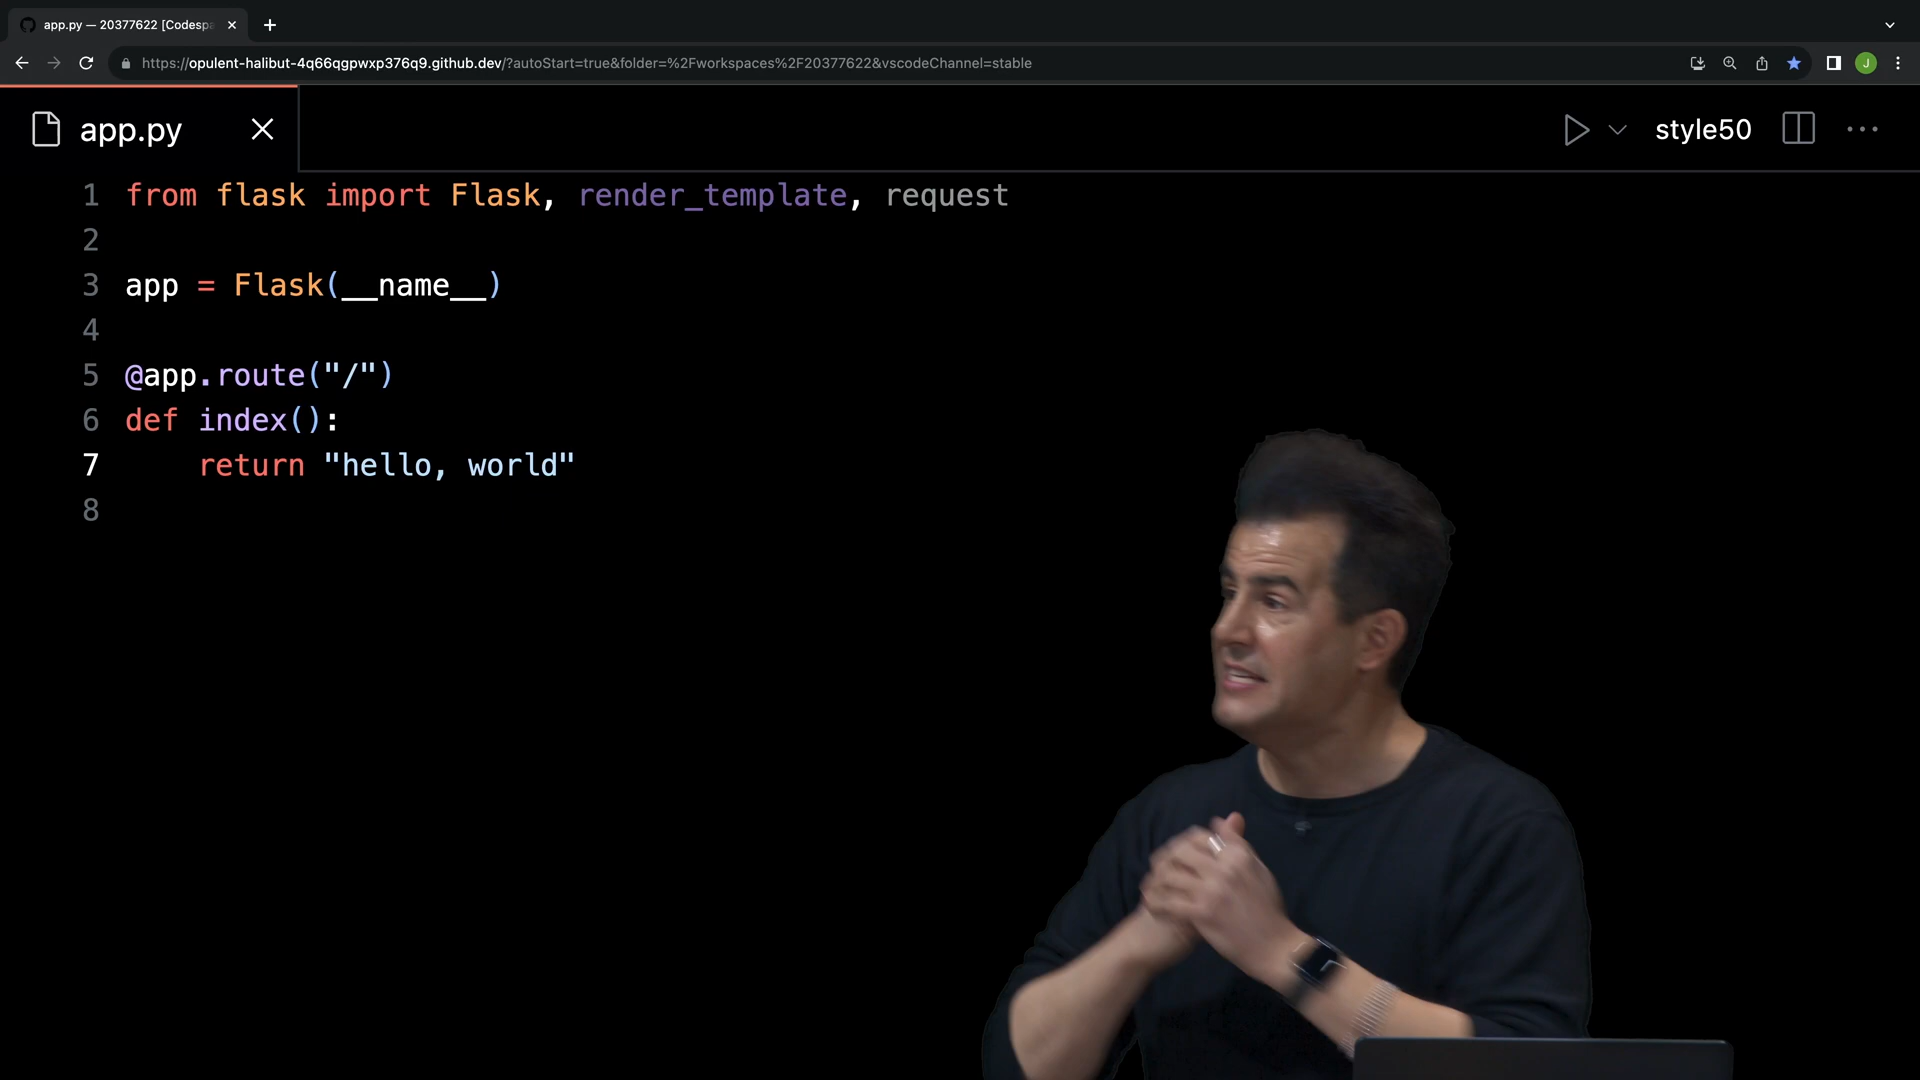 app.py — 20377622 [Codespa
https://opulent-halibut-4q66qgpwxp376q9.github.dev/?autoStart=true&folder=%2Fworkspaces%2F20377622&vscodeChannel=stable
J
app.py
style50
1 from flask import Flask, render_template, request
2
3 app = Flask(__name__)
4
5 @app.route("/")
6 def index():
7     return "hello, world"
8